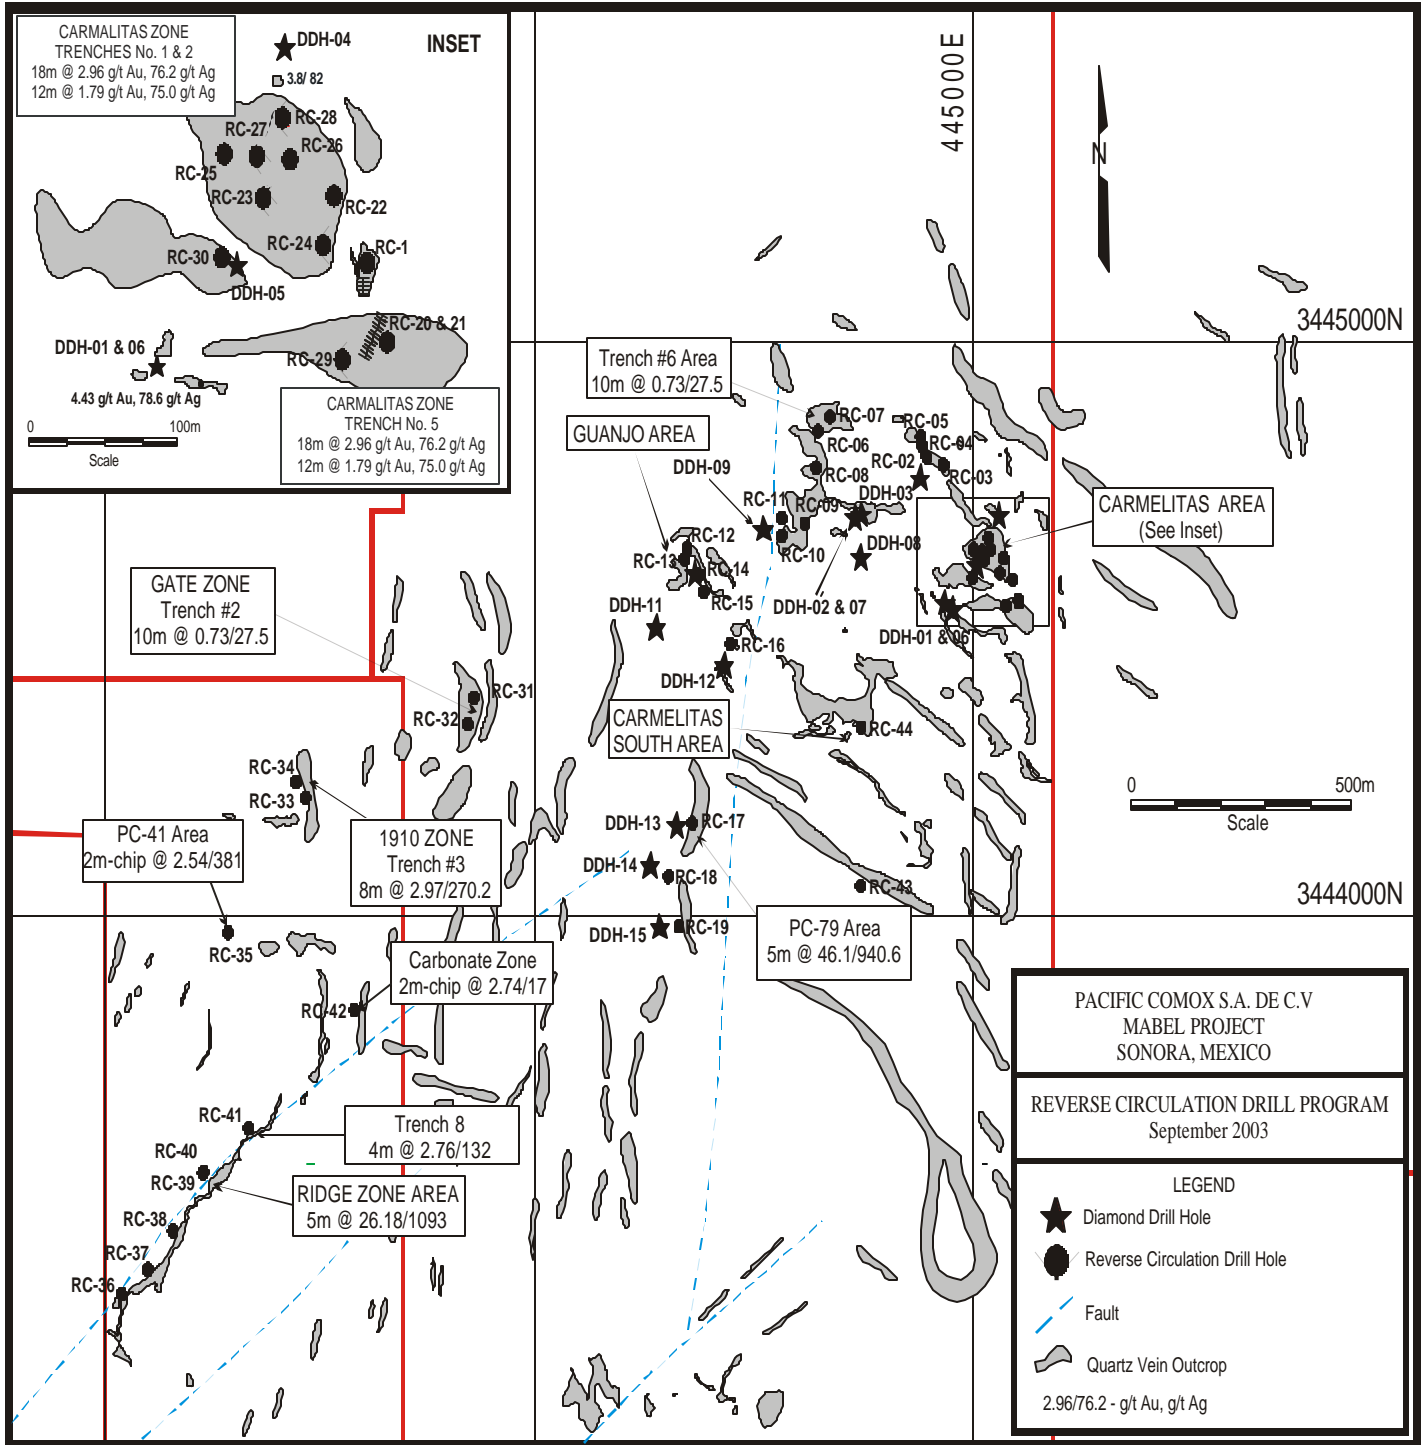 CARMALITAS ZONE
TRENCHES No. 1 & 2
18m @ 2.96 g/t Au, 76.2 g/t Ag
12m @ 1.79 g/t Au, 75.0 g/t Ag
DDH-04
INSET
3.8/ 82
RC-28
RC-27
RC-26
RC-25
RC-23
RC-22
RC-24
RC-1
RC-30
DDH-05
RC-20 & 21
DDH-01 & 06
RC-29
4.43 g/t Au, 78.6 g/t Ag
CARMALITAS ZONE
TRENCH No. 5
18m @ 2.96 g/t Au, 76.2 g/t Ag
12m @ 1.79 g/t Au, 75.0 g/t Ag
0 100m
Scale
445000E
N
3445000N
Trench #6 Area
10m @ 0.73/27.5
RC-07
RC-05
GUANJO AREA
RC-06
RC-04
RC-02
DDH-09
RC-08
RC-03
DDH-03
RC-11
RC-09
CARMELITAS AREA
(See Inset)
RC-12
RC-10
DDH-08
RC-13
RC-14
GATE ZONE
Trench #2
10m @ 0.73/27.5
RC-15
DDH-11
DDH-02 & 07
DDH-01 & 06
RC-16
DDH-12
RC-31
RC-32
CARMELITAS
SOUTH AREA
RC-44
RC-34
RC-33
0 500m
Scale
PC-41 Area
2m-chip @ 2.54/381
1910 ZONE
Trench #3
8m @ 2.97/270.2
DDH-13
RC-17
DDH-14
RC-18
RC-43
3444000N
RC-35
DDH-15
RC-19
PC-79 Area
5m @ 46.1/940.6
Carbonate Zone
2m-chip @ 2.74/17
RC-42
PACIFIC COMOX S.A. DE C.V
MABEL PROJECT
SONORA, MEXICO
RC-41
Trench 8
4m @ 2.76/132
REVERSE CIRCULATION DRILL PROGRAM
September 2003
RC-40
RC-39
RIDGE ZONE AREA
5m @ 26.18/1093
RC-38
RC-37
RC-36
LEGEND
Diamond Drill Hole
Reverse Circulation Drill Hole
Fault
Quartz Vein Outcrop
2.96/76.2 - g/t Au, g/t Ag